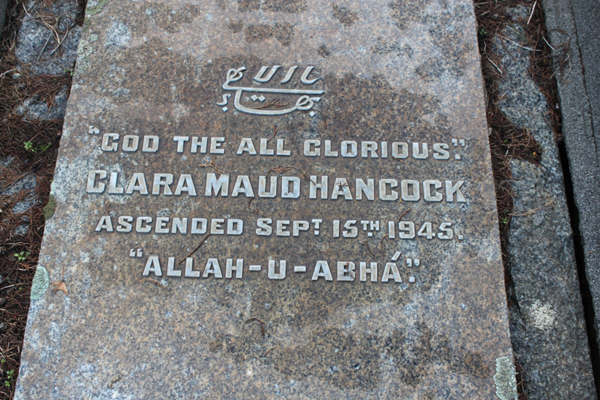 "GOD THE ALL GLORIOUS".
CLARA MAUD HANCOCK
ASCENDED SEPT. 15TH. 1945.
"ALLAH-U-ABHÁ".